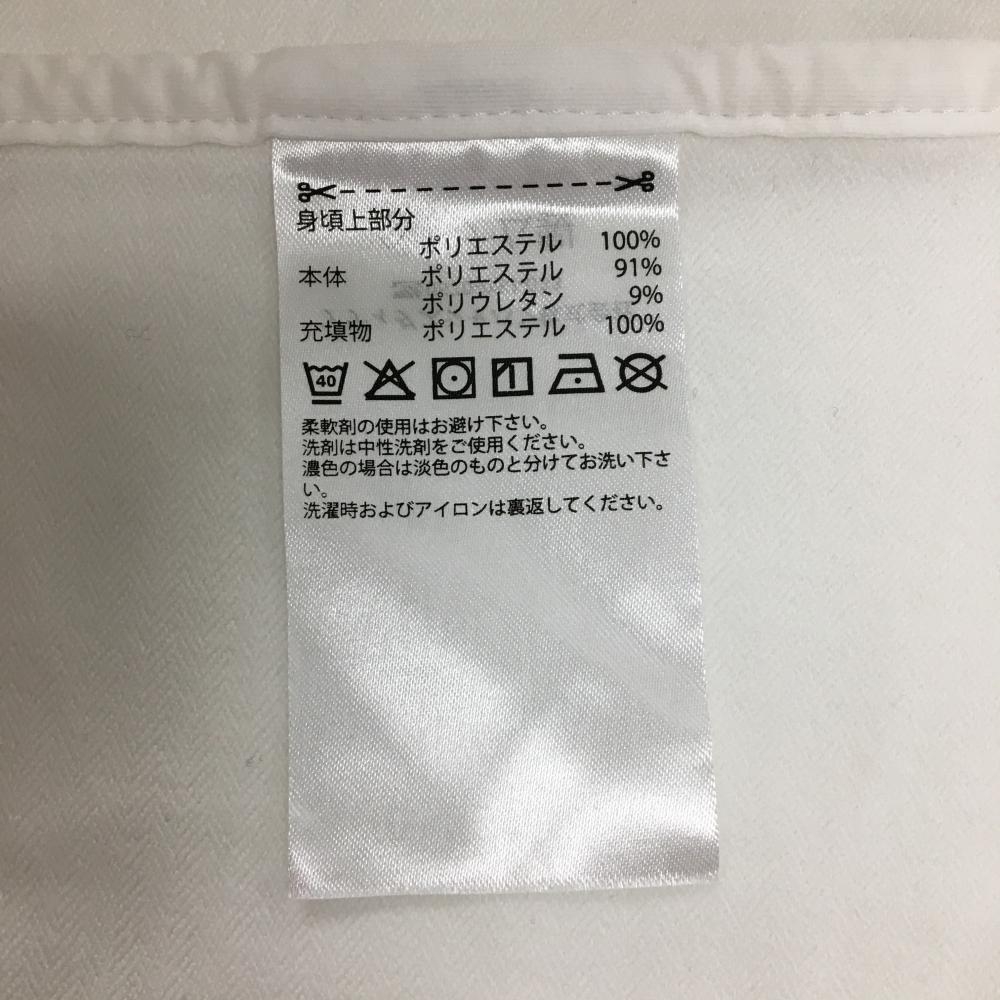 身頃上部分
ポリエステル 100%
本体 ポリエステル 91%
ポリウレタン 9%
充填物 ポリエステル 100%
40
柔軟剤の使用はお避け下さい。
洗剤は中性洗剤をご使用ください。
濃色の場合は淡色のものと分けてお洗い下さ
い。
洗濯時およびアイロンは裏返してください。